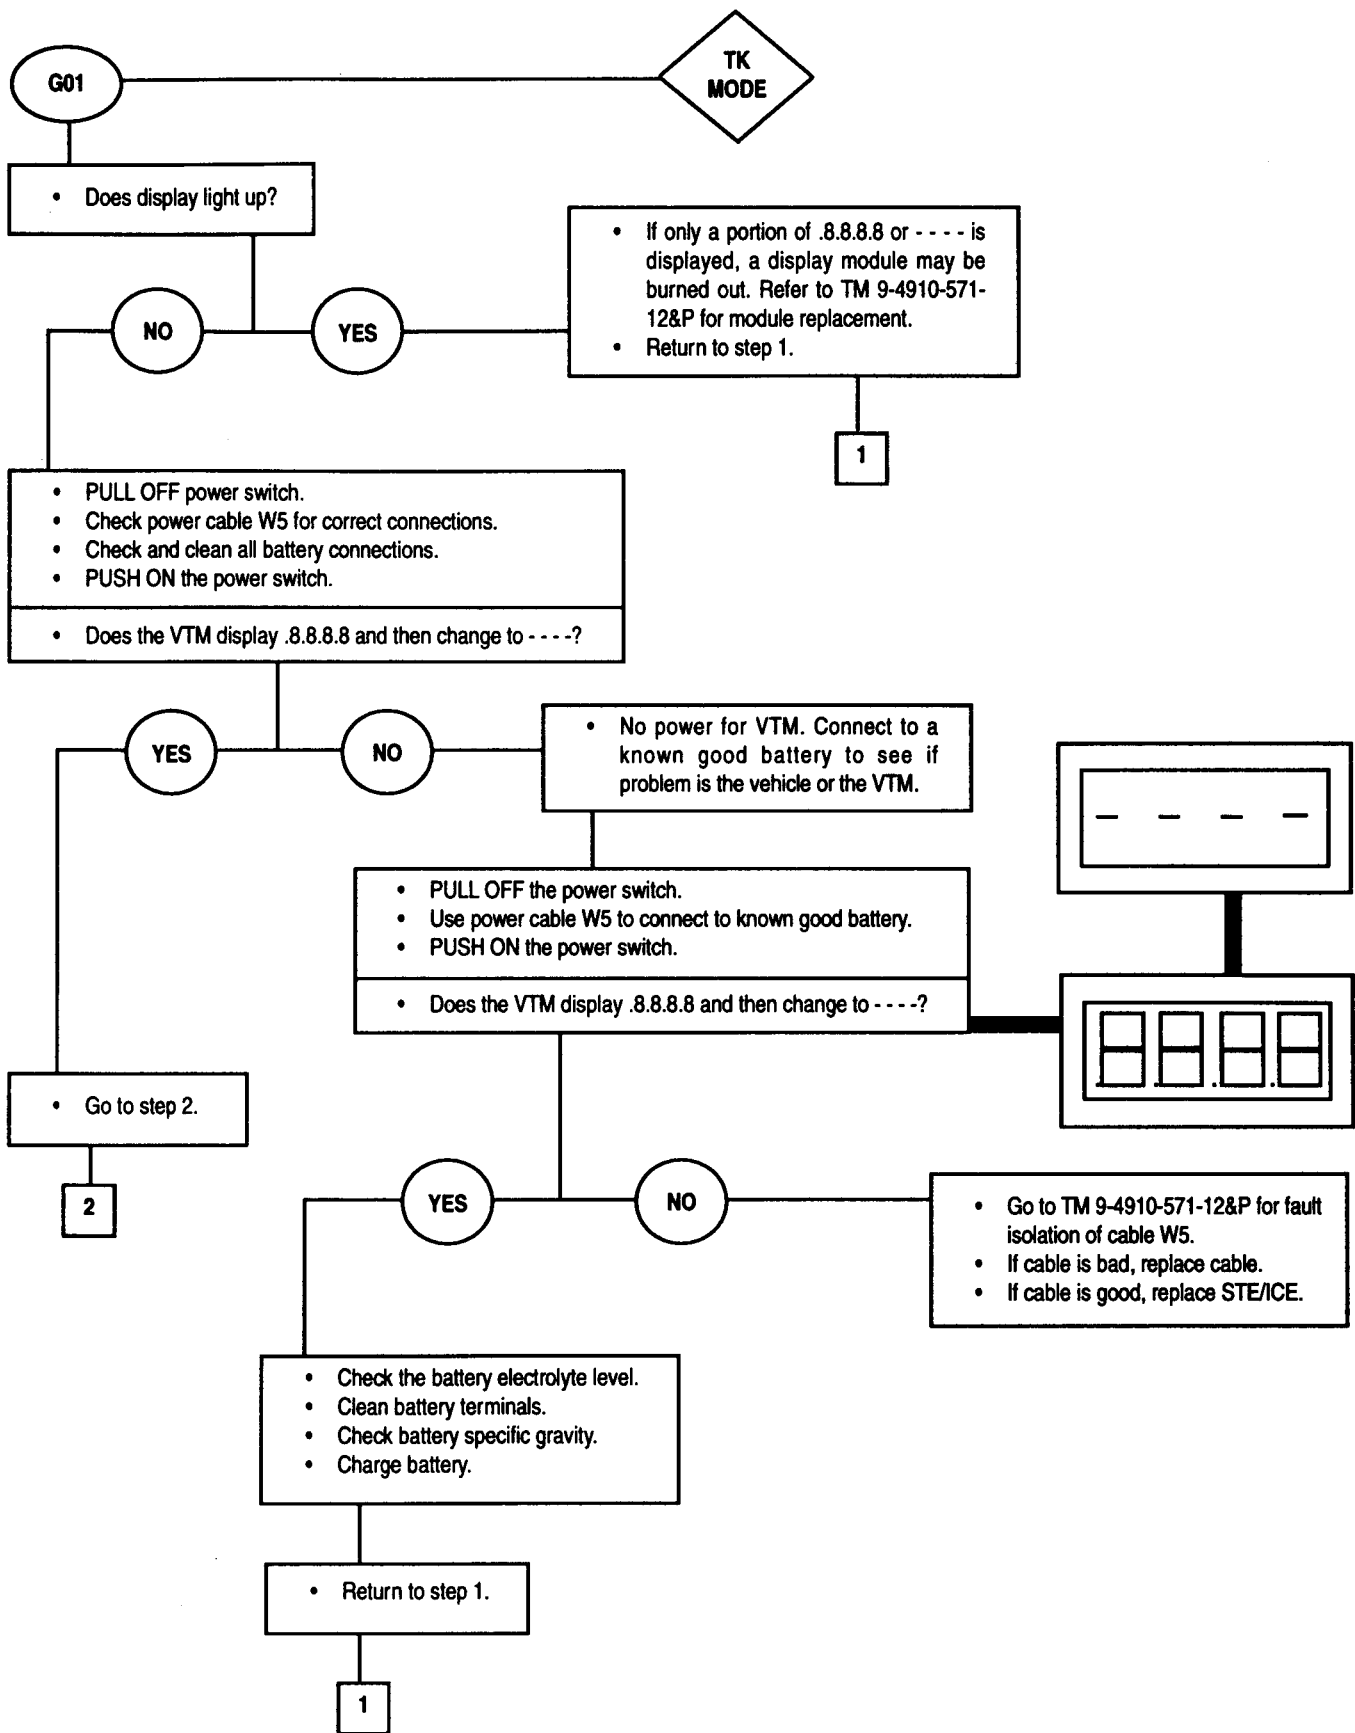 G01
TK
MODE
• Does display light up?
• If only a portion of .8.8.8.8 or - - - - is
displayed, a display module may be
burned out. Refer to TM 9-4910-571-
12&P for module replacement.
• Return to step 1.
NO
YES
1
• PULL OFF power switch.
• Check power cable W5 for correct connections.
• Check and clean all battery connections.
• PUSH ON the power switch.
• Does the VTM display .8.8.8.8 and then change to - - - -?
YES
NO
• No power for VTM. Connect to a
known good battery to see if
problem is the vehicle or the VTM.
- - - -
• PULL OFF the power switch.
• Use power cable W5 to connect to known good battery.
• PUSH ON the power switch.
• Does the VTM display .8.8.8.8 and then change to - - - -?
.8.8.8.8
• Go to step 2.
2
YES
NO
• Go to TM 9-4910-571-12&P for fault
isolation of cable W5.
• If cable is bad, replace cable.
• If cable is good, replace STE/ICE.
• Check the battery electrolyte level.
• Clean battery terminals.
• Check battery specific gravity.
• Charge battery.
• Return to step 1.
1